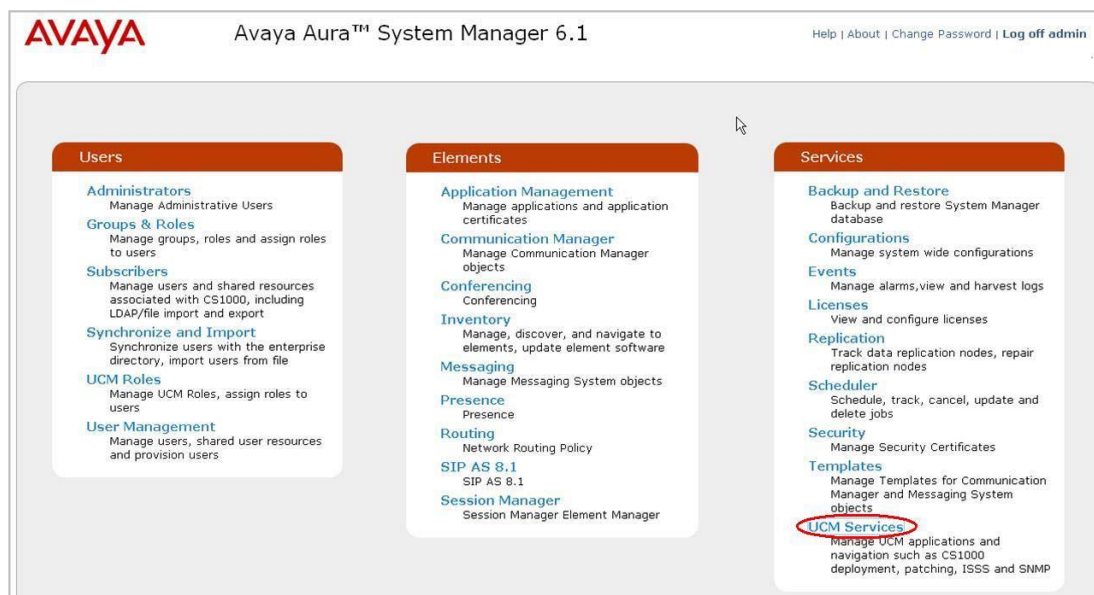 AVAYA
Avaya Aura™ System Manager 6.1
Help | About | Change Password | Log off admin
Users
Administrators
Manage Administrative Users
Groups & Roles
Manage groups, roles and assign roles
to users
Subscribers
Manage users and shared resources
associated with CS1000, including
LDAP/file import and export
Synchronize and Import
Synchronize users with the enterprise
directory, import users from file
UCM Roles
Manage UCM Roles, assign roles to
users
User Management
Manage users, shared user resources
and provision users
Elements
Application Management
Manage applications and application
certificates
Communication Manager
Manage Communication Manager
objects
Conferencing
Conferencing
Inventory
Manage, discover, and navigate to
elements, update element software
Messaging
Manage Messaging System objects
Presence
Presence
Routing
Network Routing Policy
SIP AS 8.1
SIP AS 8.1
Session Manager
Session Manager Element Manager
Services
Backup and Restore
Backup and restore System Manager
database
Configurations
Manage system wide configurations
Events
Manage alarms,view and harvest logs
Licenses
View and configure licenses
Replication
Track data replication nodes, repair
replication nodes
Scheduler
Schedule, track, cancel, update and
delete jobs
Security
Manage Security Certificates
Templates
Manage Templates for Communication
Manager and Messaging System
objects
UCM Services
Manage UCM applications and
navigation such as CS1000
deployment, patching, ISSS and SNMP